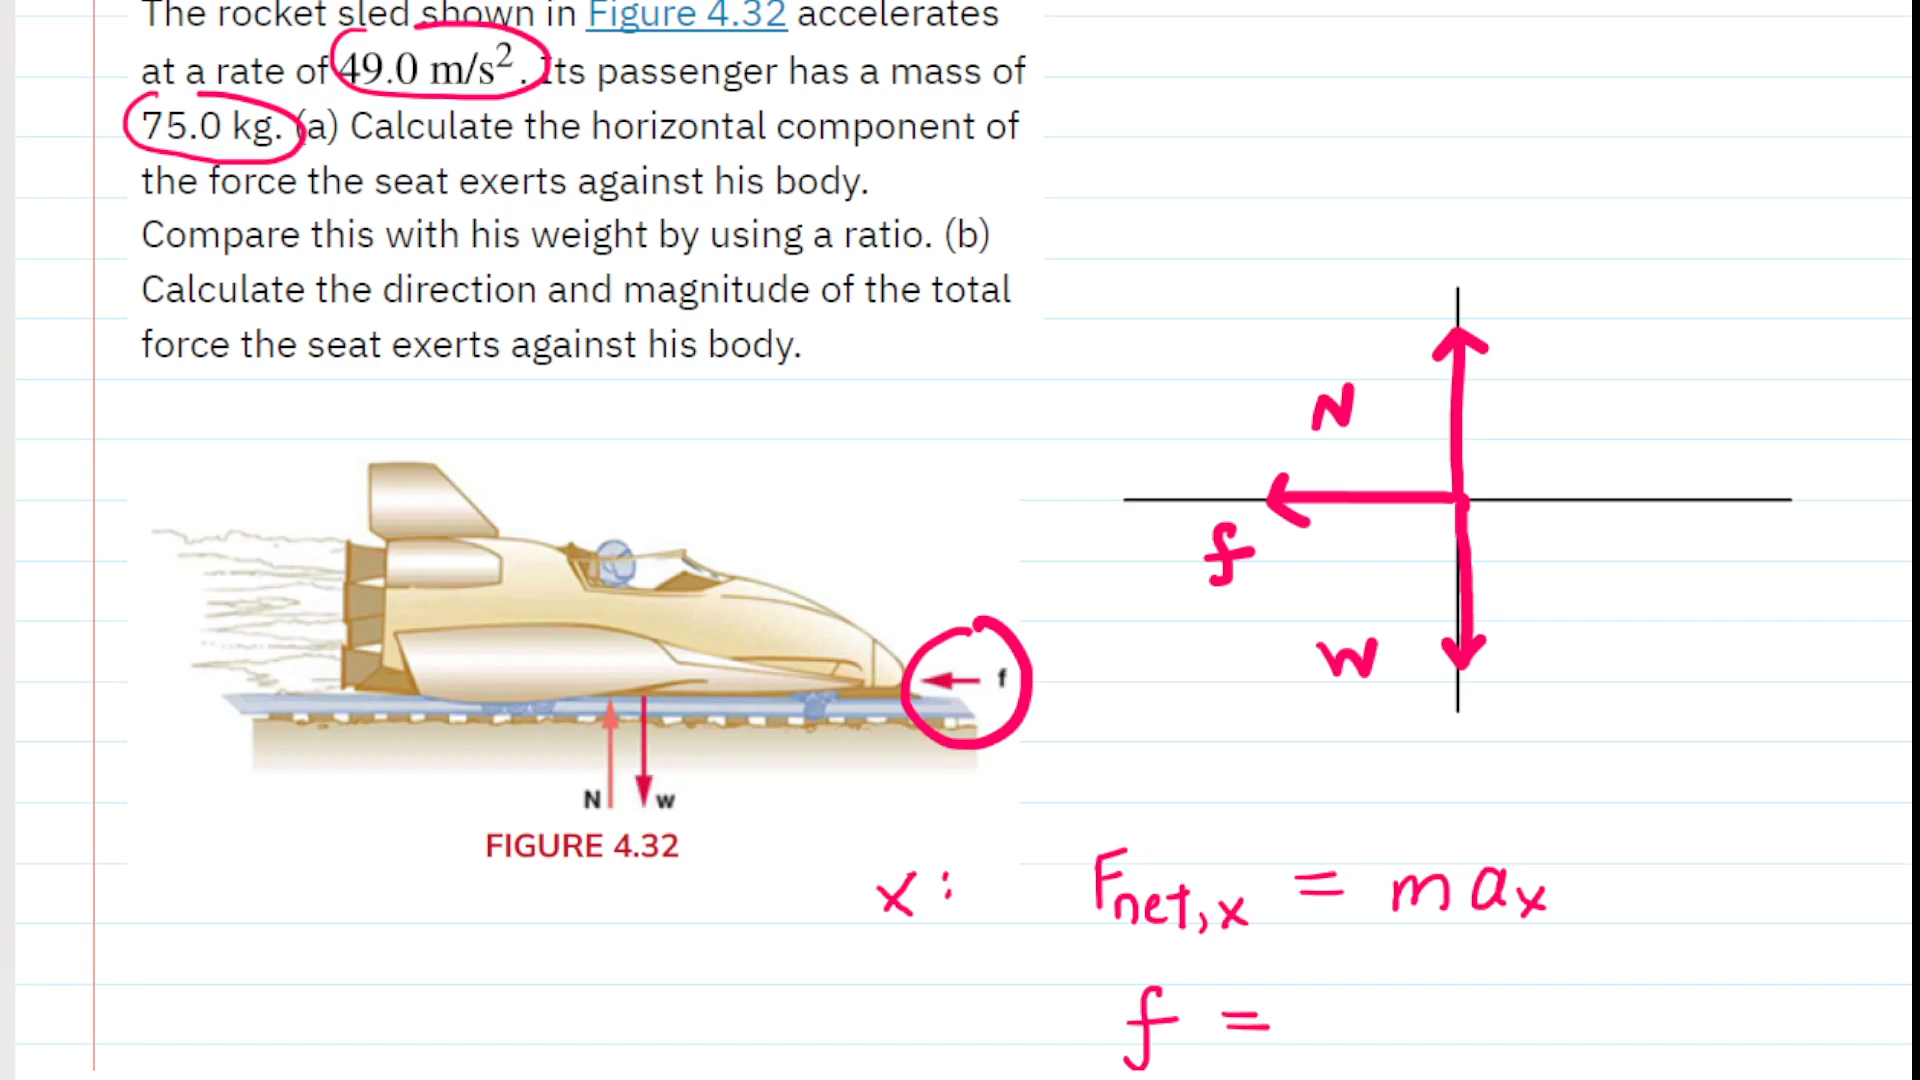 The rocket sled shown in Figure 4.32 accelerates
at a rate of 49.0 m/s². Its passenger has a mass of
75.0 kg. (a) Calculate the horizontal component of
the force the seat exerts against his body.
Compare this with his weight by using a ratio. (b)
Calculate the direction and magnitude of the total
force the seat exerts against his body.
N
f
w
f
N w
FIGURE 4.32
x: Fnet,x = m ax
f =